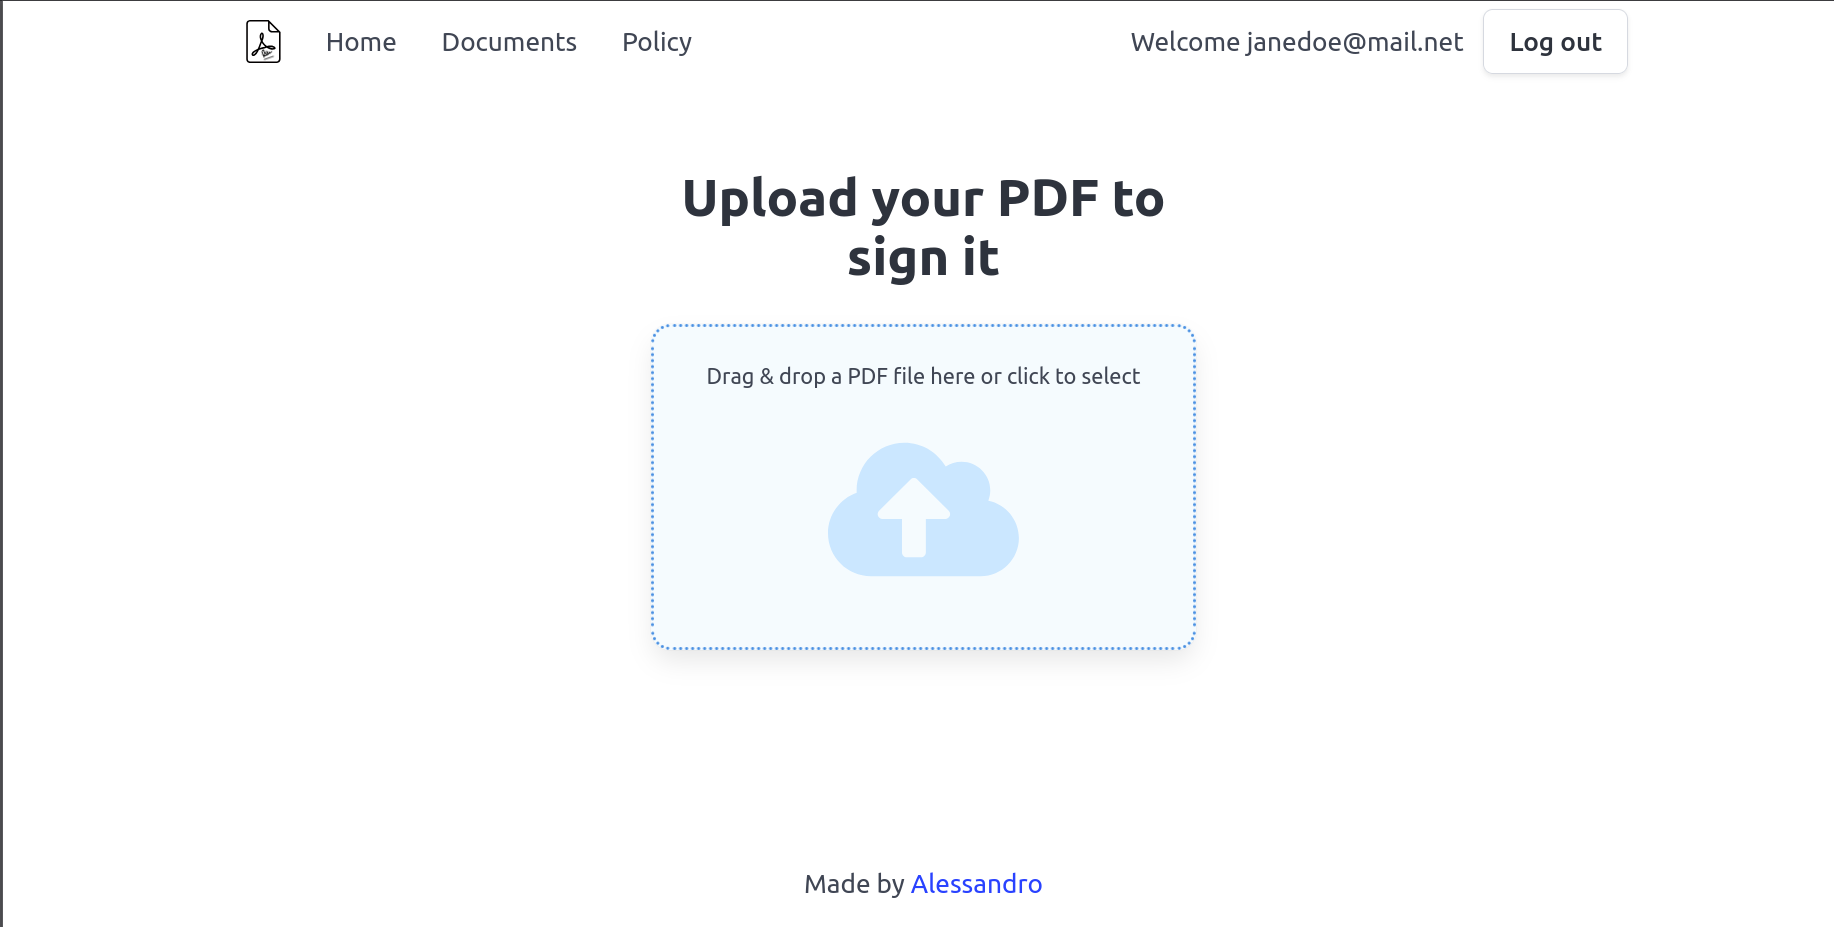 Home Documents Policy Welcome janedoe@mail.net Log out
Upload your PDF to
sign it
Drag & drop a PDF file here or click to select
Made by Alessandro